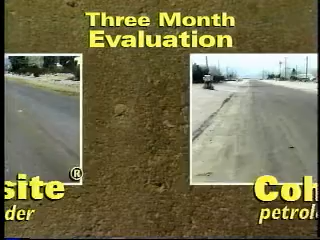 Three Month
Evaluation
site®
der
Coh
petrol